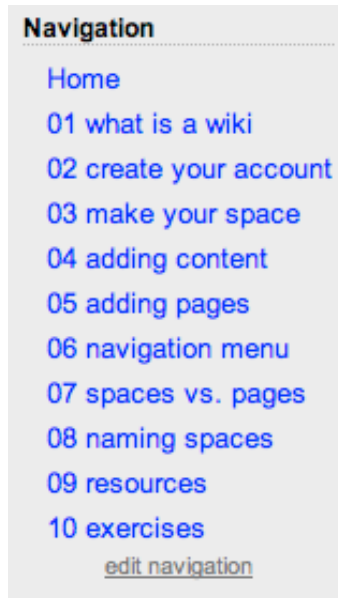 Navigation
Home
01 what is a wiki
02 create your account
03 make your space
04 adding content
05 adding pages
06 navigation menu
07 spaces vs. pages
08 naming spaces
09 resources
10 exercises
edit navigation